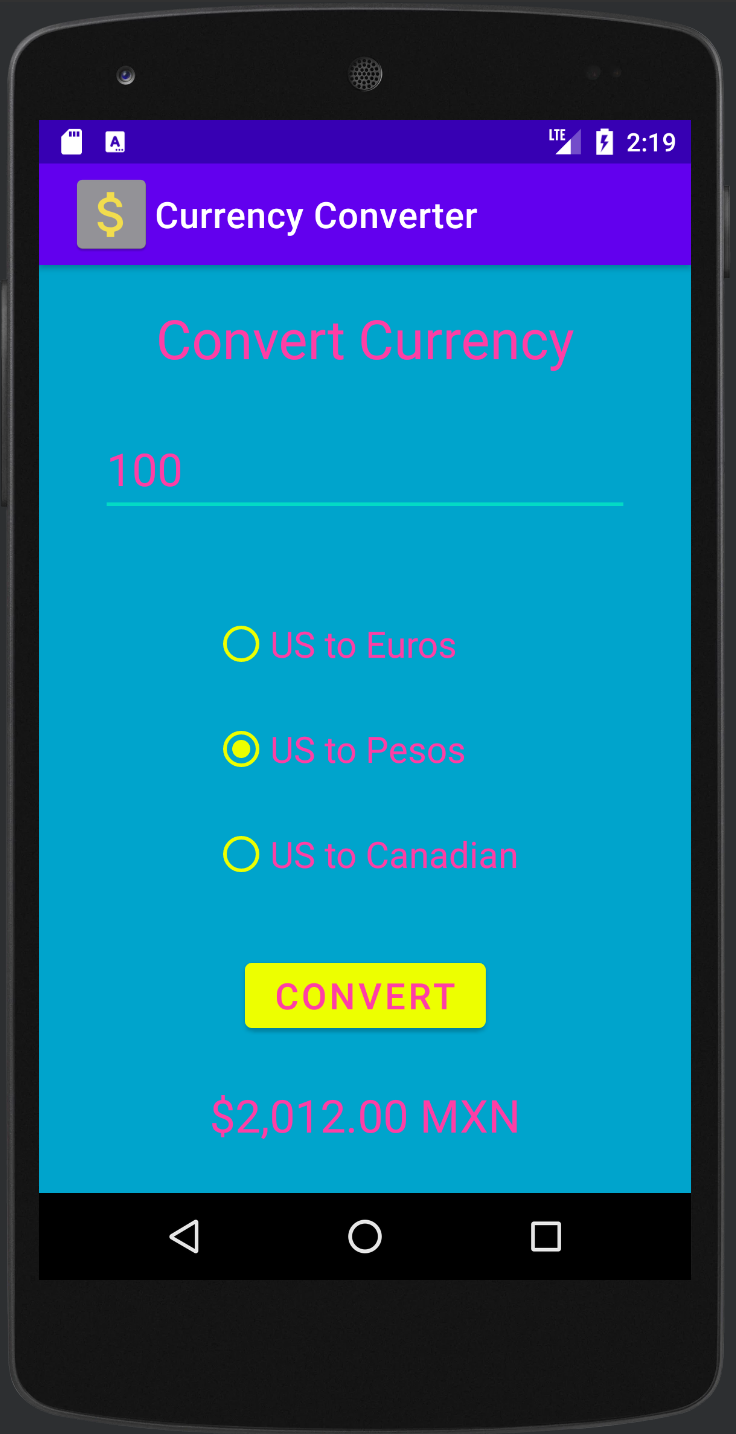 LTE 2:19
$ Currency Converter
Convert Currency
100
US to Euros
US to Pesos
US to Canadian
CONVERT
$2,012.00 MXN